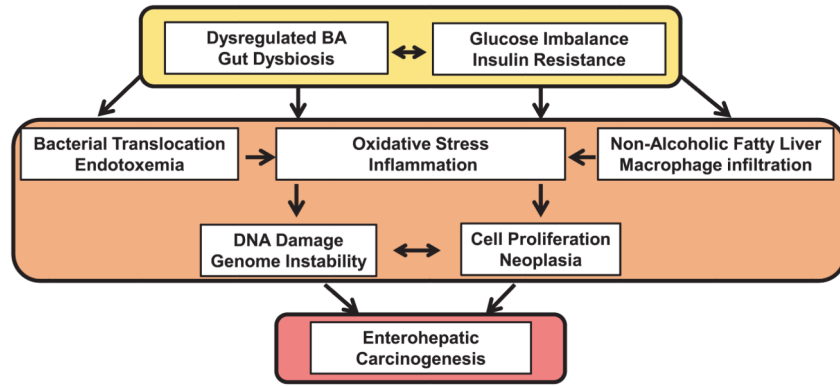 Dysregulated BA
Gut Dysbiosis
Glucose Imbalance
Insulin Resistance
Bacterial Translocation
Endotoxemia
Oxidative Stress
Inflammation
Non-Alcoholic Fatty Liver
Macrophage infiltration
DNA Damage
Genome Instability
Cell Proliferation
Neoplasia
Enterohepatic
Carcinogenesis